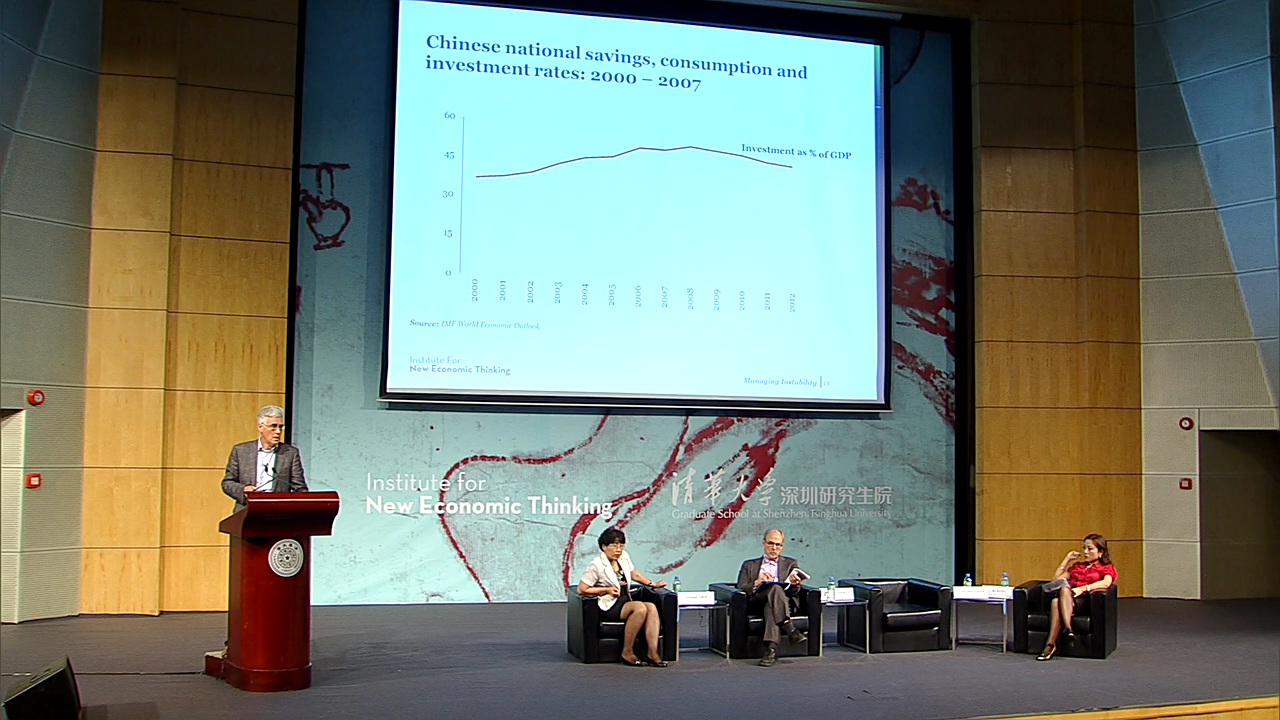 Chinese national savings, consumption and
investment rates: 2000 – 2007
60
45
30
15
0
Investment as % of GDP
2000
2001
2002
2003
2004
2005
2006
2007
2008
2009
2010
2011
2012
Source: IMF World Economic Outlook
Institute For
New Economic Thinking
Managing Instability
Institute for
New Economic Thinking
清华大学 深圳研究生院
Graduate School at Shenzhen, Tsinghua University